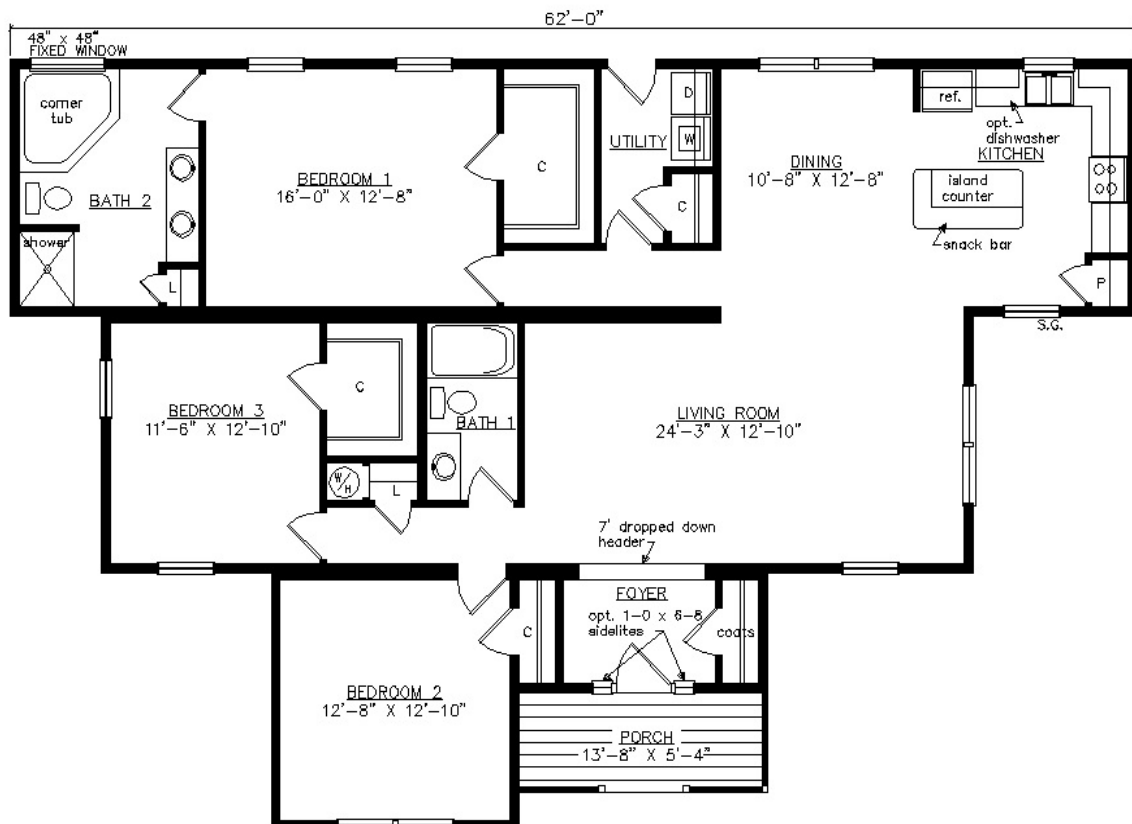 62'-0"
48" x 48"
FIXED WINDOW
corner
tub
BATH 2
shower
L
BEDROOM 1
16'-0" X 12'-8"
C
UTILITY
D
W
C
DINING
10'-8" X 12'-8"
ref.
opt.
dishwasher
KITCHEN
island
counter
snack bar
P
S.G.
BEDROOM 3
11'-6" X 12'-10"
C
W/H
L
BATH 1
LIVING ROOM
24'-3" X 12'-10"
7' dropped down
header
FOYER
opt. 1-0 x 6-8
sidelites
coats
C
BEDROOM 2
12'-8" X 12'-10"
PORCH
13'-8" X 5'-4"